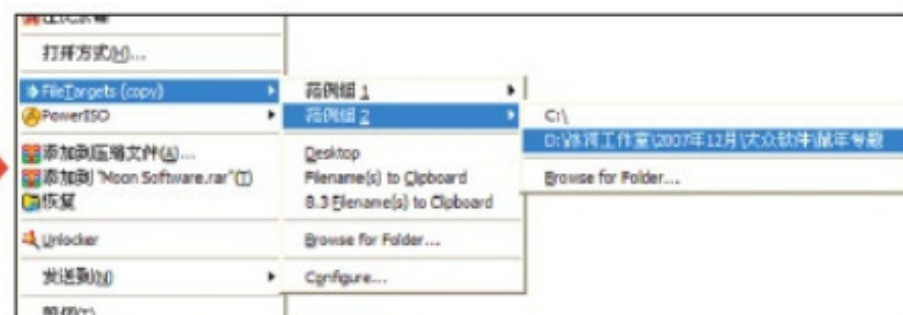 打开方式(H)...
FileTargets (copy)
PowerISO
添加到压缩文件(A)...
添加到 "Moon Software.rar"(T)
恢复
Unlocker
发送到(N)
剪切(T)
范例组 1
范例组 2
Desktop
Filename(s) to Clipboard
8.3 Filename(s) to Clipboard
Browse for Folder...
Configure...
C:\
D:\冰河工作室\2007年12月\大众软件\鼠年专题
Browse for Folder...